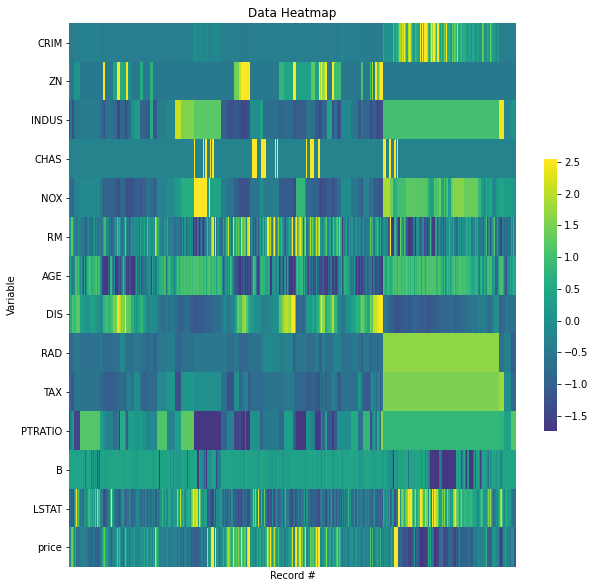 Data Heatmap
Variable
CRIM
ZN
INDUS
CHAS
NOX
RM
AGE
DIS
RAD
TAX
PTRATIO
B
LSTAT
price
Record #
2.5
2.0
1.5
1.0
0.5
0.0
−0.5
−1.0
−1.5